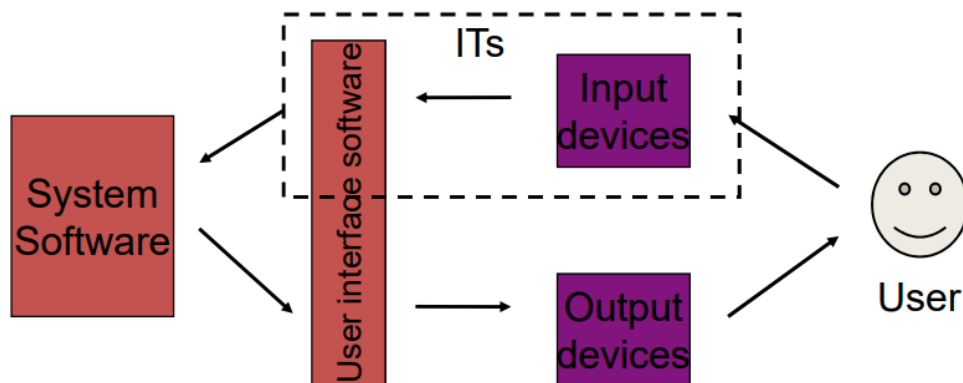 ITs
User interface software
Input
devices
System
Software
User
Output
devices